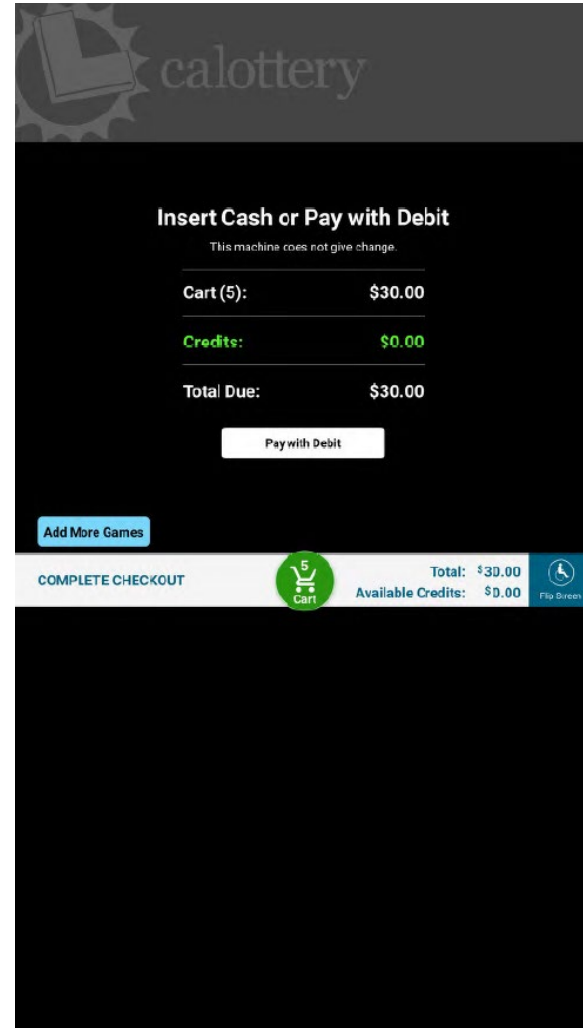 calottery
Insert Cash or Pay with Debit
This machine does not give change.
Cart (5): $30.00
Credits: $0.00
Total Due: $30.00
Pay with Debit
Add More Games
COMPLETE CHECKOUT
5
Cart
Total: $30.00
Available Credits: $0.00
Flip Screen